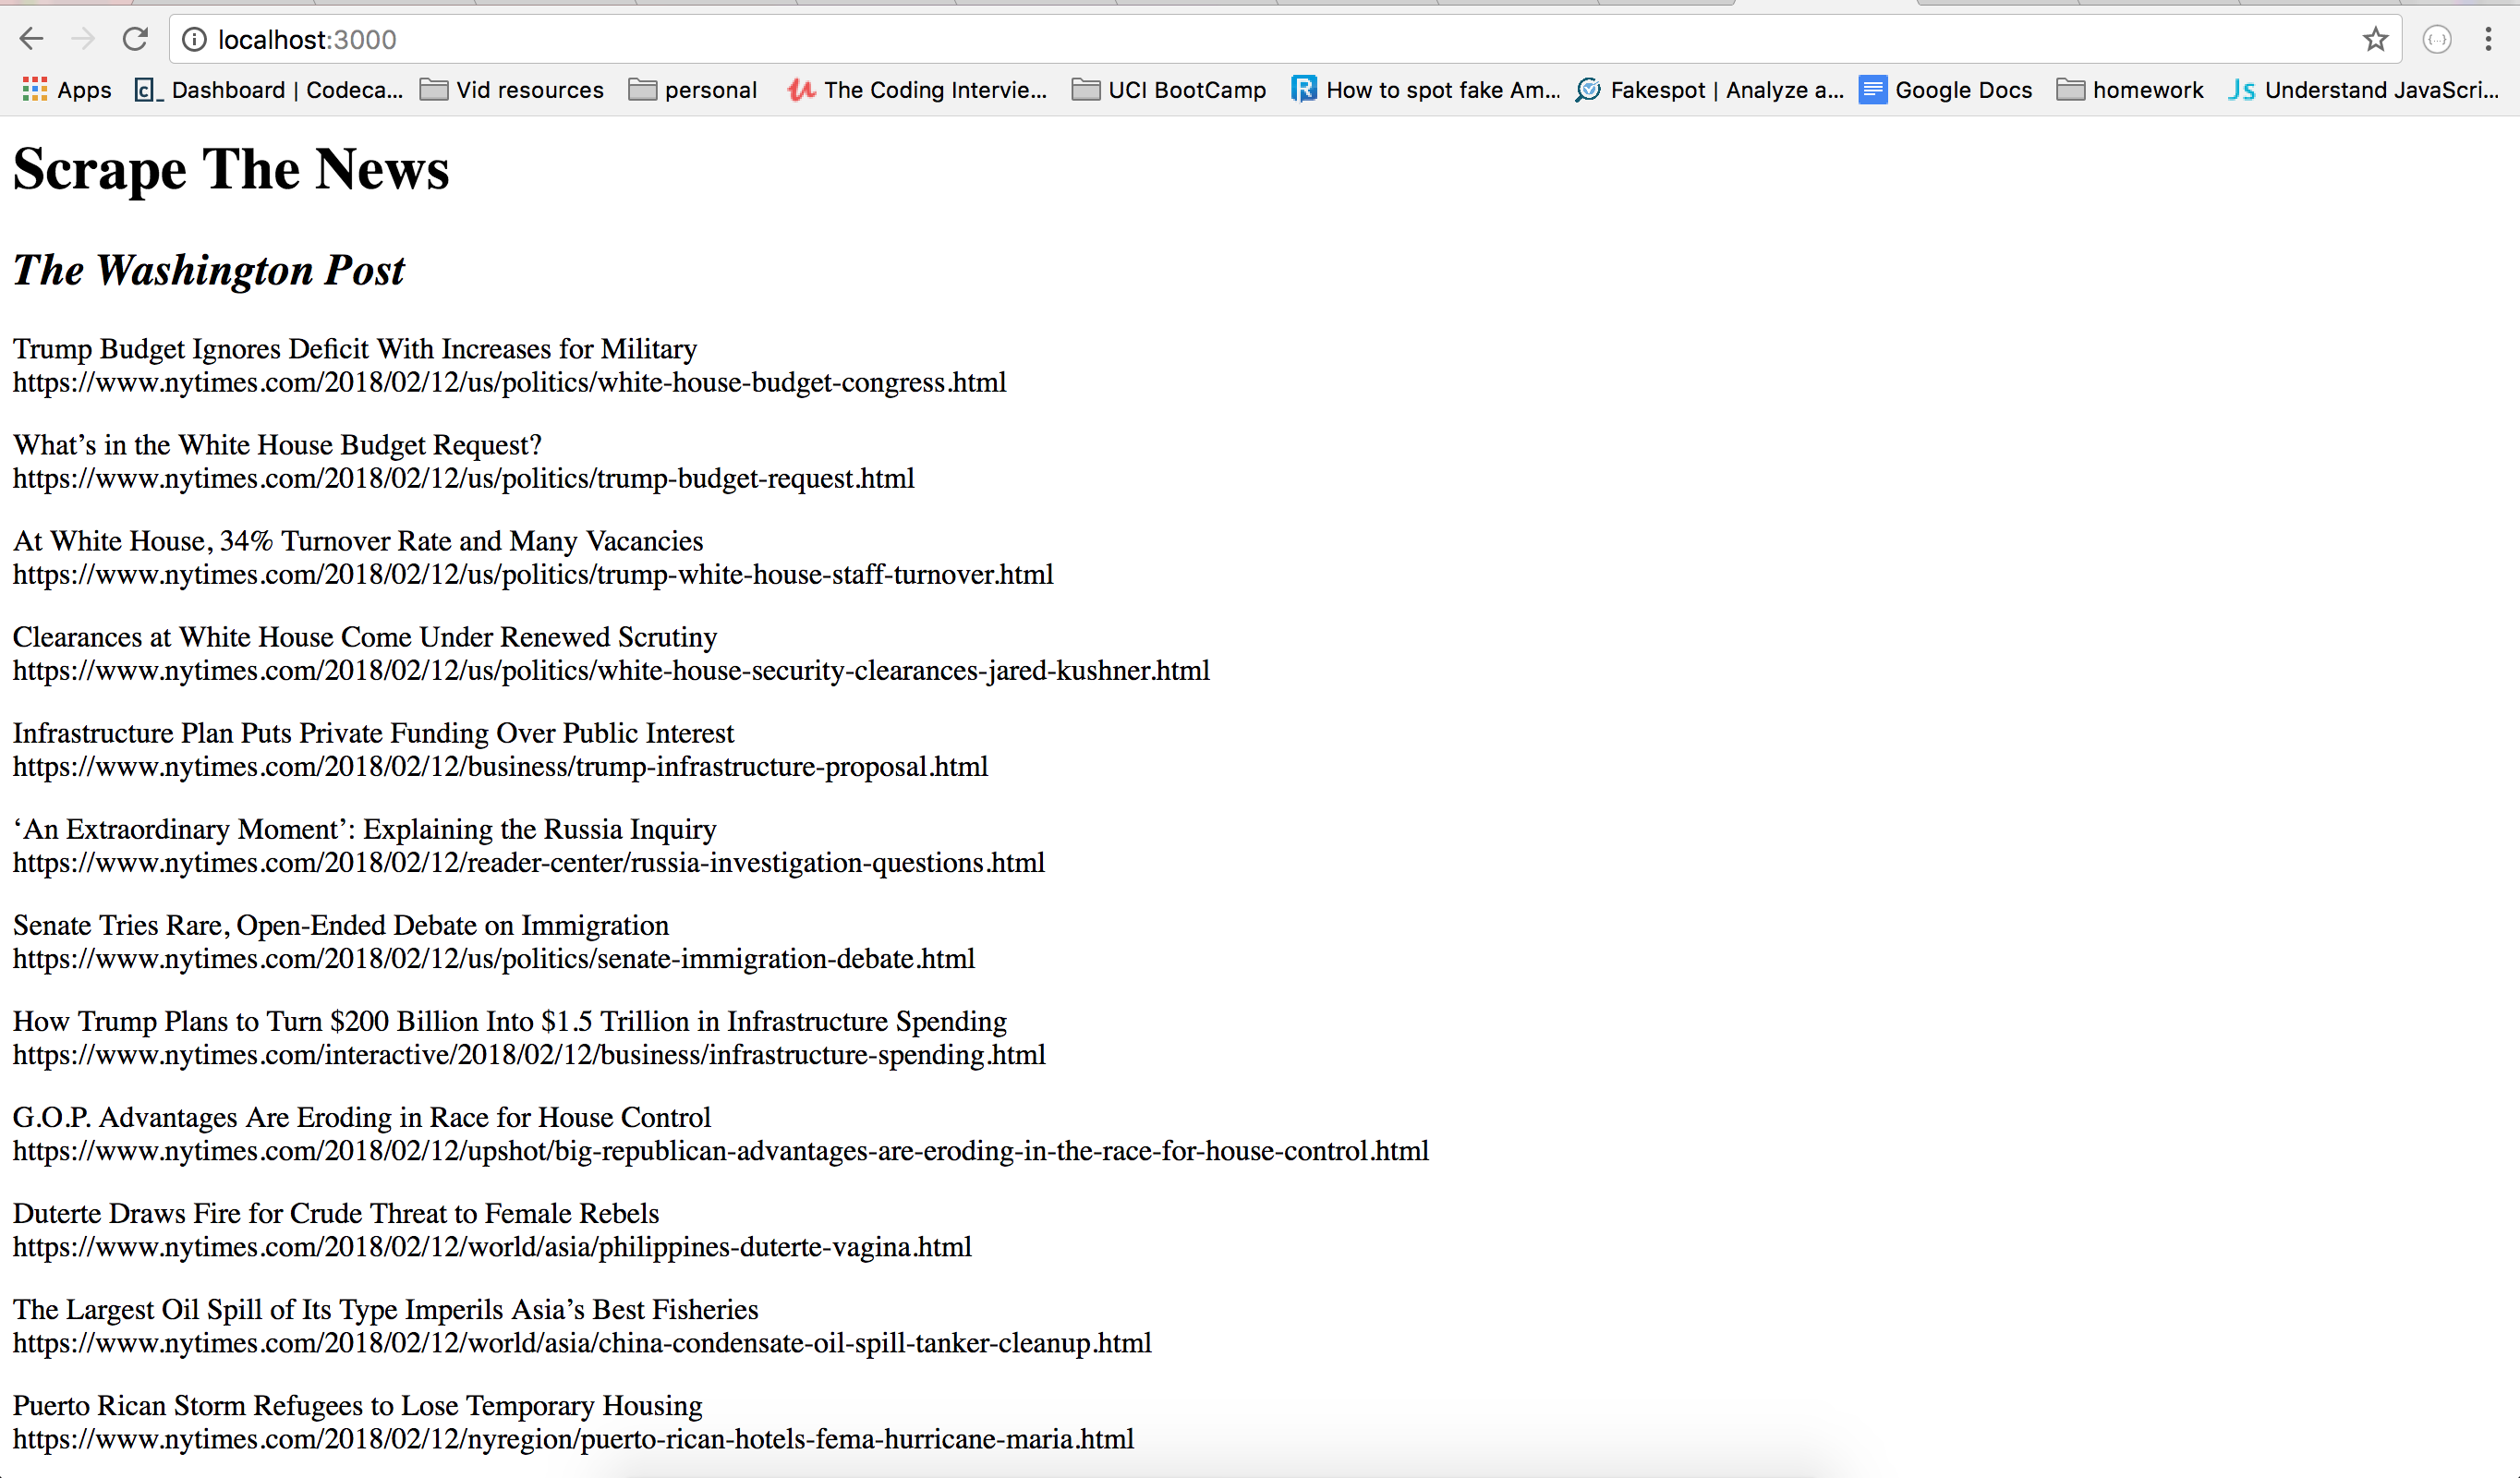 localhost:3000
Apps Dashboard | Codeca... Vid resources personal The Coding Intervie... UCI BootCamp How to spot fake Am... Fakespot | Analyze a... Google Docs homework Understand JavaScri...
Scrape The News
The Washington Post
Trump Budget Ignores Deficit With Increases for Military
https://www.nytimes.com/2018/02/12/us/politics/white-house-budget-congress.html
What’s in the White House Budget Request?
https://www.nytimes.com/2018/02/12/us/politics/trump-budget-request.html
At White House, 34% Turnover Rate and Many Vacancies
https://www.nytimes.com/2018/02/12/us/politics/trump-white-house-staff-turnover.html
Clearances at White House Come Under Renewed Scrutiny
https://www.nytimes.com/2018/02/12/us/politics/white-house-security-clearances-jared-kushner.html
Infrastructure Plan Puts Private Funding Over Public Interest
https://www.nytimes.com/2018/02/12/business/trump-infrastructure-proposal.html
‘An Extraordinary Moment’: Explaining the Russia Inquiry
https://www.nytimes.com/2018/02/12/reader-center/russia-investigation-questions.html
Senate Tries Rare, Open-Ended Debate on Immigration
https://www.nytimes.com/2018/02/12/us/politics/senate-immigration-debate.html
How Trump Plans to Turn $200 Billion Into $1.5 Trillion in Infrastructure Spending
https://www.nytimes.com/interactive/2018/02/12/business/infrastructure-spending.html
G.O.P. Advantages Are Eroding in Race for House Control
https://www.nytimes.com/2018/02/12/upshot/big-republican-advantages-are-eroding-in-the-race-for-house-control.html
Duterte Draws Fire for Crude Threat to Female Rebels
https://www.nytimes.com/2018/02/12/world/asia/philippines-duterte-vagina.html
The Largest Oil Spill of Its Type Imperils Asia’s Best Fisheries
https://www.nytimes.com/2018/02/12/world/asia/china-condensate-oil-spill-tanker-cleanup.html
Puerto Rican Storm Refugees to Lose Temporary Housing
https://www.nytimes.com/2018/02/12/nyregion/puerto-rican-hotels-fema-hurricane-maria.html